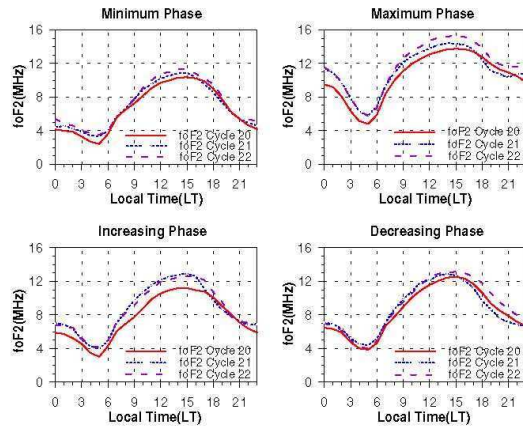 Minimum Phase
16
12
8
4
0
foF2(MHz)
foF2 Cycle 20
foF2 Cycle 21
foF2 Cycle 22
0 3 6 9 12 15 18 21
Local Time(LT)
Maximum Phase
16
12
8
4
0
foF2(MHz)
foF2 Cycle 20
foF2 Cycle 21
foF2 Cycle 22
0 3 6 9 12 15 18 21
Local Time(LT)
Increasing Phase
16
12
8
4
0
foF2(MHz)
foF2 Cycle 20
foF2 Cycle 21
foF2 Cycle 22
0 3 6 9 12 15 18 21
Local Time(LT)
Decreasing Phase
16
12
8
4
0
foF2(MHz)
foF2 Cycle 20
foF2 Cycle 21
foF2 Cycle 22
0 3 6 9 12 15 18 21
Local Time(LT)